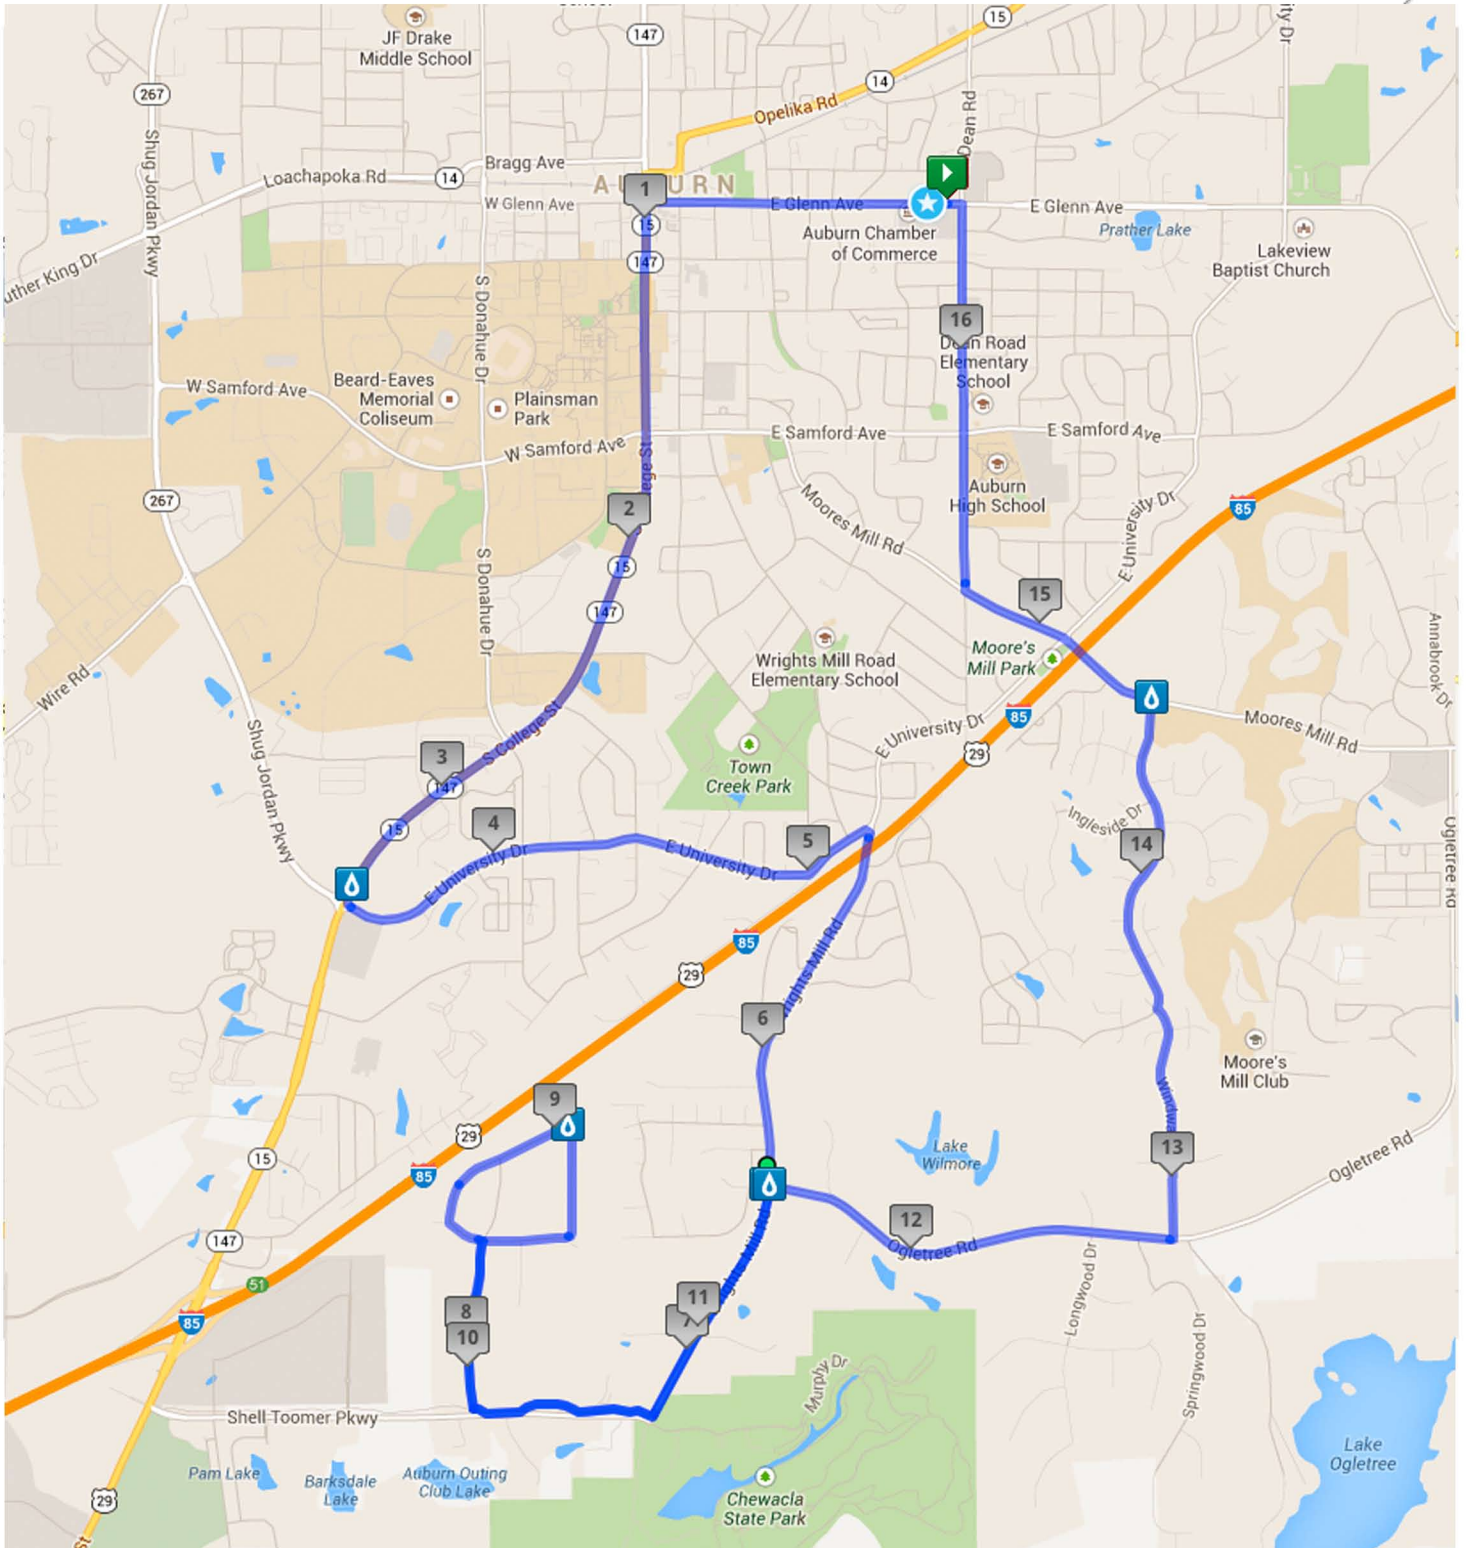 JF Drake
Middle School
147
15
14
267
Opelika Rd
Dean Rd
Shug Jordan Pkwy
Bragg Ave
Loachapoka Rd
14
AUBURN
1
W Glenn Ave
E Glenn Ave
E Glenn Ave
Auburn Chamber
of Commerce
Prather Lake
Lakeview
Baptist Church
15
147
S Donahue Dr
16
Dean Road
Elementary
School
W Samford Ave
Beard-Eaves
Memorial
Coliseum
Plainsman
Park
W Samford Ave
E Samford Ave
E Samford Ave
Auburn
High School
Moores Mill Rd
E University Dr
85
267
2
15
147
S Donahue Dr
15
Wrights Mill Road
Elementary School
Moore's
Mill Park
Annabrook Dr
Wire Rd
Shug Jordan Pkwy
S College St
E University Dr
85
29
Moores Mill Rd
Town
Creek Park
3
147
15
4
E University Dr
5
E University Dr
Ingleside Dr
14
Ogletree Rd
85
29
Wrights Mill Rd
6
Moore's
Mill Club
9
29
85
15
147
51
85
Lake
Wilmore
13
Ogletree Rd
12
Ogletree Rd
Longwood Dr
Springwood Dr
8
10
11
7
Murphy Dr
Shell Toomer Pkwy
Pam Lake
Barksdale
Lake
Auburn Outing
Club Lake
Chewacla
State Park
Lake
Ogletree
29